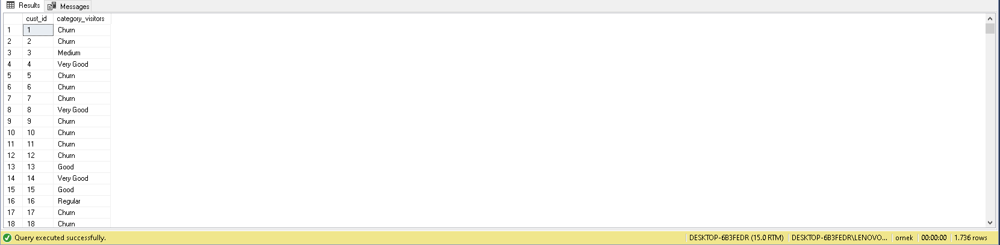 Results Messages
cust_id category_visitors
1 1 Churn
2 2 Churn
3 3 Medium
4 4 Very Good
5 5 Churn
6 6 Churn
7 7 Churn
8 8 Very Good
9 9 Churn
10 10 Churn
11 11 Churn
12 12 Churn
13 13 Good
14 14 Very Good
15 15 Good
16 16 Regular
17 17 Churn
18 18 Churn
Query executed successfully. DESKTOP-6B3FEDR (15.0 RTM) DESKTOP-6B3FEDR\LENOVO... ornek 00:00:00 1.736 rows